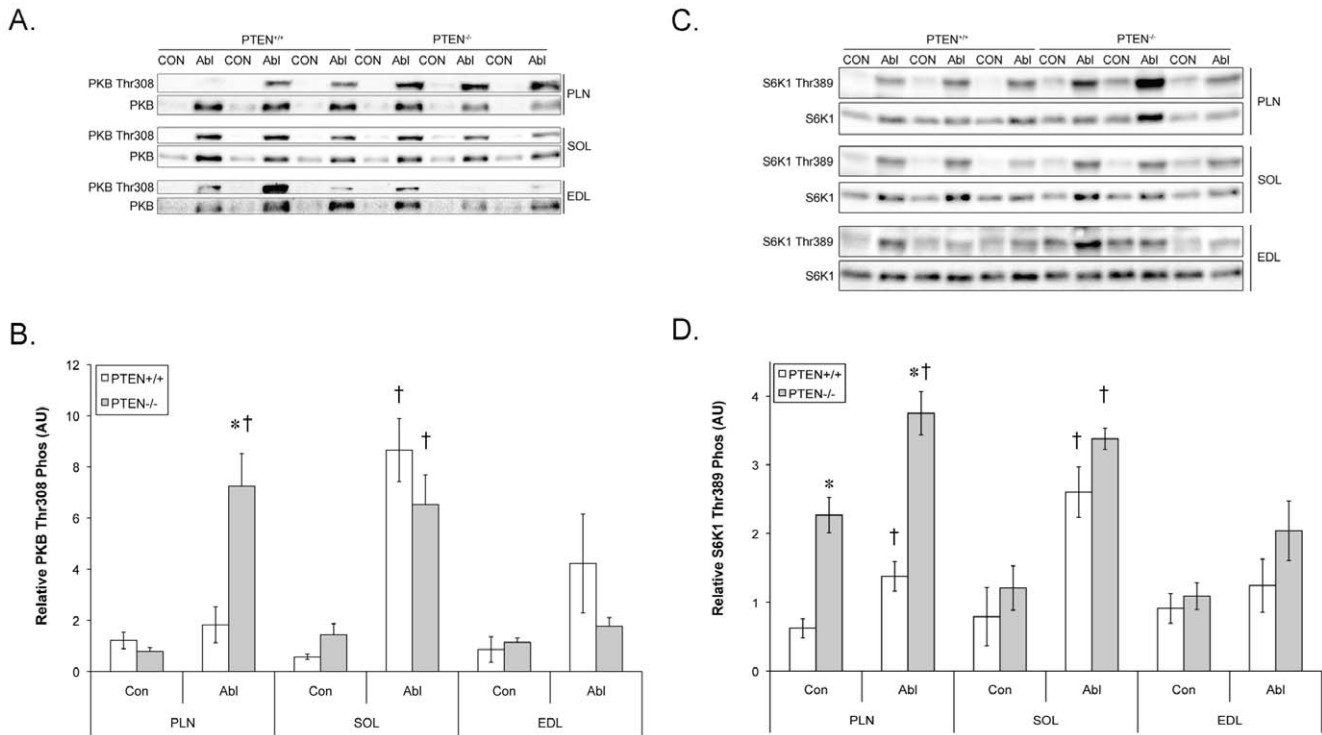 A.
PTEN+/+ PTEN-/-
CON Abl CON Abl CON Abl CON Abl CON Abl CON Abl
PKB Thr308
PKB
PLN
PKB Thr308
PKB
SOL
PKB Thr308
PKB
EDL
B.
PTEN+/+
PTEN-/-
Relative PKB Thr308 Phos (AU)
12
10
8
6
4
2
0
*†
†
†
Con Abl Con Abl Con Abl
PLN SOL EDL
C.
PTEN+/+ PTEN-/-
CON Abl CON Abl CON Abl CON Abl CON Abl CON Abl
S6K1 Thr389
S6K1
PLN
S6K1 Thr389
S6K1
SOL
S6K1 Thr389
S6K1
EDL
D.
PTEN+/+
PTEN-/-
Relative S6K1 Thr389 Phos (AU)
4
3
2
1
0
*
†
*†
†
†
Con Abl Con Abl Con Abl
PLN SOL EDL